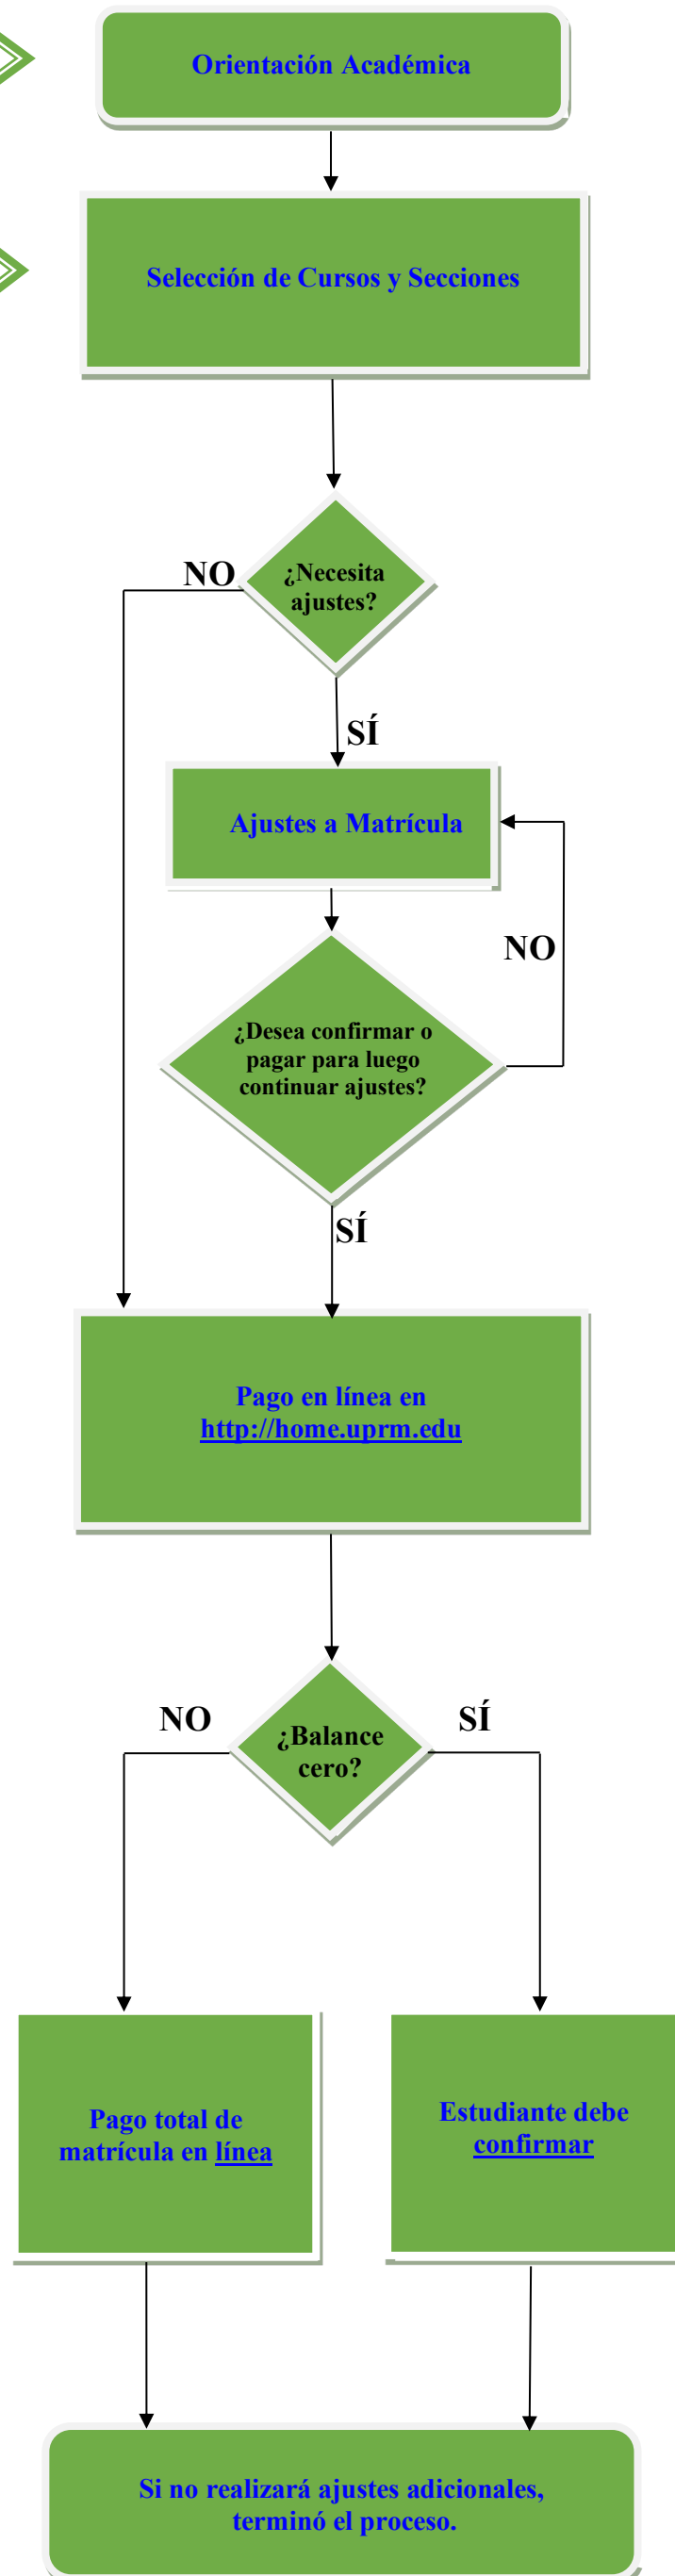 Orientación Académica
Selección de Cursos y Secciones
NO
¿Necesita
ajustes?
SÍ
Ajustes a Matrícula
NO
¿Desea confirmar o
pagar para luego
continuar ajustes?
SÍ
Pago en línea en
http://home.uprm.edu
NO
SÍ
¿Balance
cero?
Pago total de
matrícula en línea
Estudiante debe
confirmar
Si no realizará ajustes adicionales,
terminó el proceso.